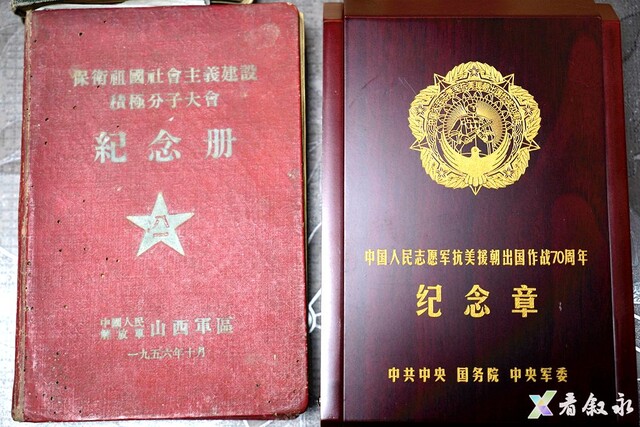 保衛祖國社會主義建設
積極分子大會
紀念册
中國人民
解放軍
山西軍區
一九五六年十月
中国人民志愿军抗美援朝出国作战70周年
纪念章
中共中央 国务院 中央军委
看叙永